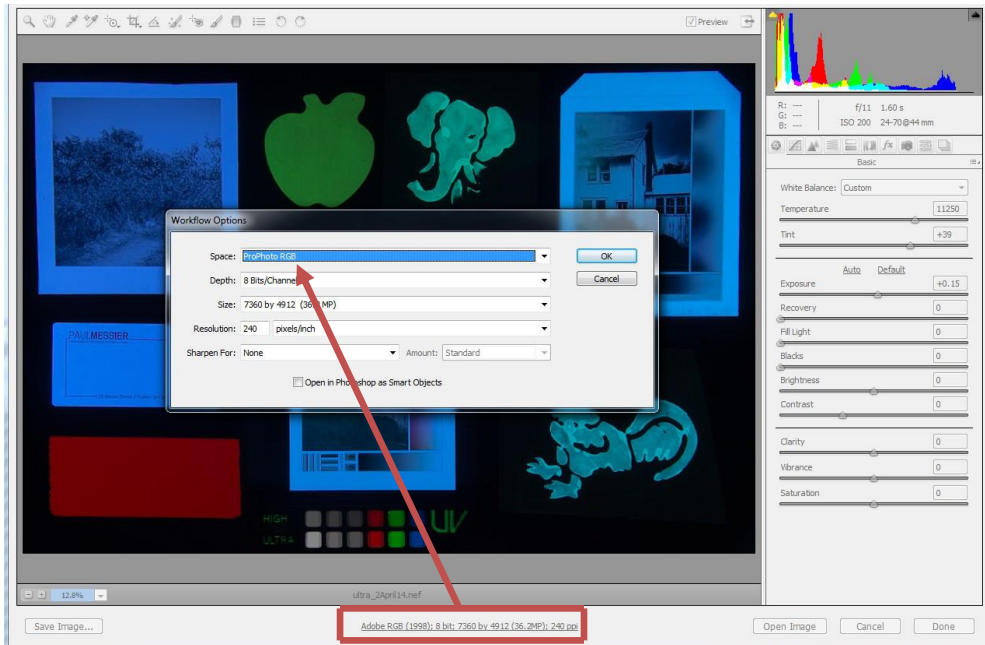 Preview
R: ---
G: ---
B: ---
f/11 1.60 s
ISO 200 24-70@44 mm
Basic
White Balance: Custom
Temperature 11250
Tint +39
Auto Default
Exposure +0.15
Recovery 0
Fill Light 0
Blacks 0
Brightness 0
Contrast 0
Clarity 0
Vibrance 0
Saturation 0
Workflow Options
Space: ProPhoto RGB
Depth: 8 Bits/Channel
Size: 7360 by 4912 (36.2 MP)
Resolution: 240 pixels/inch
Sharpen For: None Amount: Standard
Open in Photoshop as Smart Objects
OK
Cancel
PAULMESSIER
HIGH
ULTRA
UV
12.8%
ultra_2April14.nef
Save Image...
Adobe RGB (1998); 8 bit; 7360 by 4912 (36.2MP); 240 ppi
Open Image
Cancel
Done